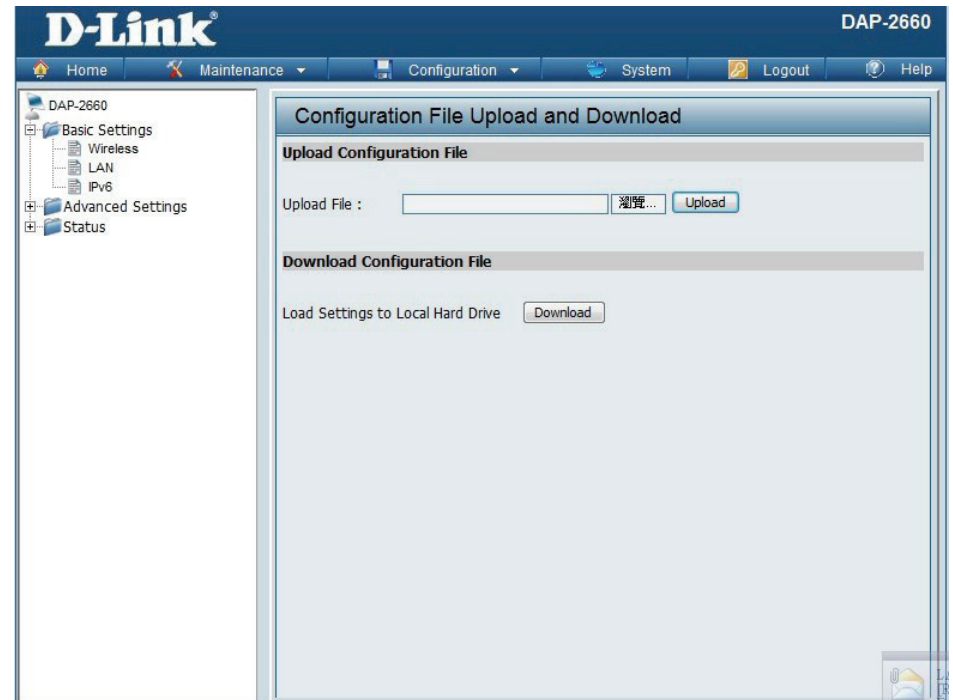 D-Link®
DAP-2660
Home Maintenance Configuration System Logout Help
DAP-2660
Basic Settings
Wireless
LAN
IPv6
Advanced Settings
Status
Configuration File Upload and Download
Upload Configuration File
Upload File : 瀏覽... Upload
Download Configuration File
Load Settings to Local Hard Drive Download